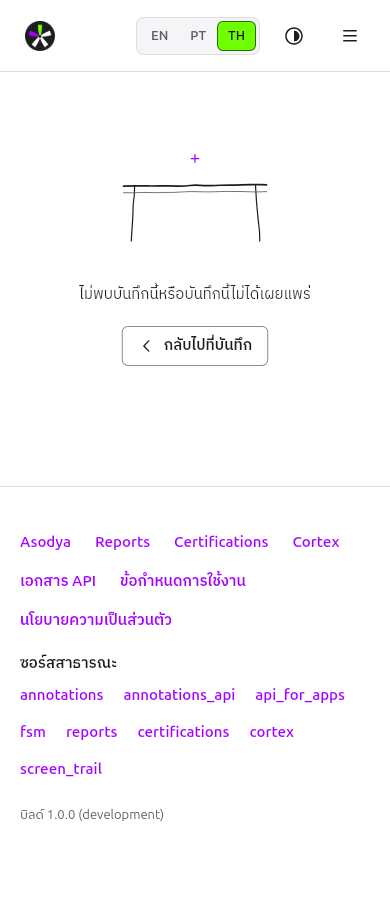 EN PT TH
ไม่พบบันทึกนี้หรือบันทึกนี้ไม่ได้เผยแพร่
กลับไปที่บันทึก
Asodya Reports Certifications Cortex
เอกสาร API ข้อกำหนดการใช้งาน
นโยบายความเป็นส่วนตัว
ซอร์สสาธารณะ
annotations annotations_api api_for_apps
fsm reports certifications cortex
screen_trail
บิลด์ 1.0.0 (development)